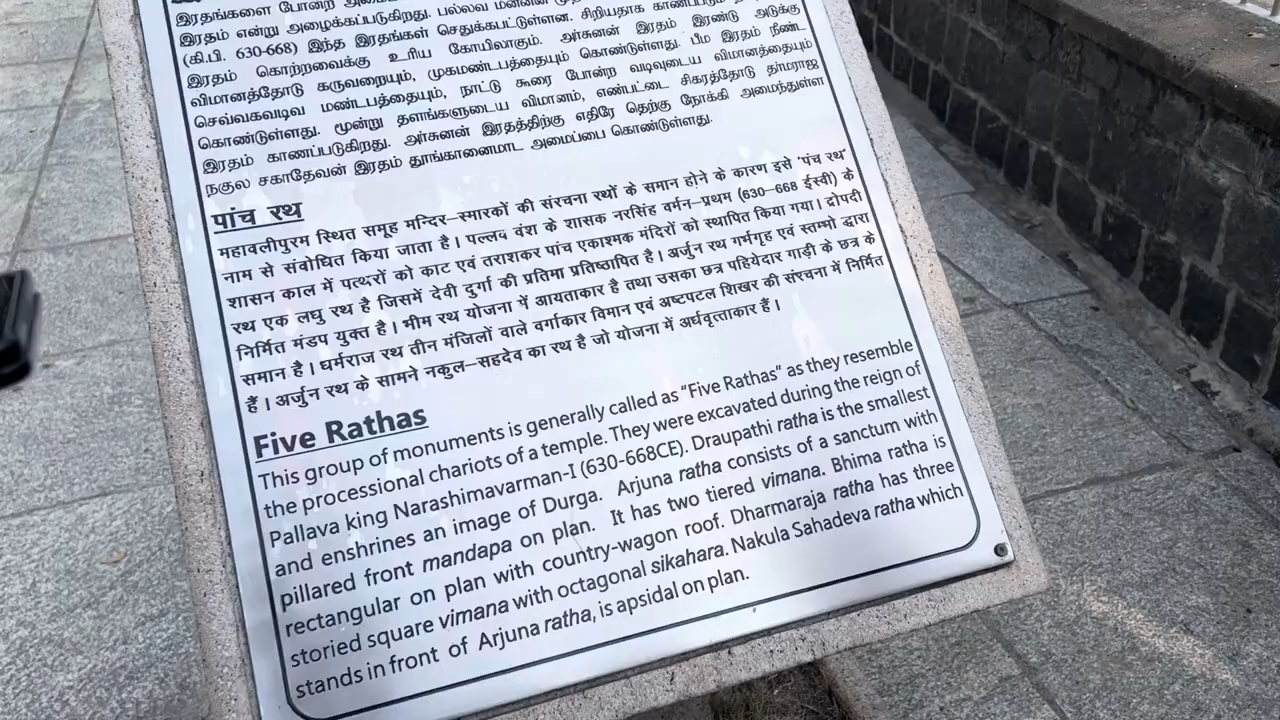 இரதங்களை போன்ற
இரதம் என்று அழைக்கப்படுகிறது. பல்லவ மன்னன்
(கி.பி. 630-668) இந்த இரதங்கள் செதுக்கபட்டுள்ளன. சிறியதாக காணப்படும்
இரதம் கொற்றவைக்கு உரிய கோயிலாகும். அர்சுனன் இரதம் இரண்டு அடுக்கு
விமானத்தோடு கருவறையும், முகமண்டபத்தையும் கொண்டுள்ளது. பீம இரதம் நீண்ட
செவ்வகவடிவ மண்டபத்தையும், நாட்டு கூரை போன்ற வடிவுடைய விமானத்தையும்
கொண்டுள்ளது. மூன்று தளங்களுடைய விமானம், எண்பட்டை சிகரத்தோடு தர்மராஜ
இரதம் காணப்படுகிறது. அர்சுனன் இரதத்திற்கு எதிரே தெற்கு நோக்கி அமைந்துள்ள
நகுல சகாதேவன் இரதம் தூங்கானைமாட அமைப்பை கொண்டுள்ளது.
पांच रथ
महावलीपुरम स्थित समूह मन्दिर–स्मारकों की संरचना रथों के समान होने के कारण इसे 'पंच रथ'
नाम से संवोधित किया जाता है। पल्लव वंश के शासक नरसिंह वर्मन–प्रथम (630–668 ईस्वी) के
शासन काल में पत्थरों को काट एवं तराशकर पांच एकाश्मक मंदिरों को स्थापित किया गया। द्रोपदी
रथ एक लघु रथ है जिसमें देवी दुर्गा की प्रतिमा प्रतिष्ठापित है। अर्जुन रथ गर्भगृह एवं स्तम्भो द्वारा
निर्मित मंडप युक्त है। भीम रथ योजना में आयताकार है तथा उसका छत्र पहियेदार गाड़ी के छत्र के
समान है। धर्मराज रथ तीन मंजिलों वाले वर्गाकार विमान एवं अष्टपटल शिखर की संरचना में निर्मित
हैं। अर्जुन रथ के सामने नकुल–सहदेव का रथ है जो योजना में अर्धवृत्ताकार हैं।
Five Rathas
This group of monuments is generally called as “Five Rathas” as they resemble
the processional chariots of a temple. They were excavated during the reign of
Pallava king Narashimavarman-I (630-668CE). Draupathi ratha is the smallest
and enshrines an image of Durga. Arjuna ratha consists of a sanctum with
pillared front mandapa on plan. It has two tiered vimana. Bhima ratha is
rectangular on plan with country-wagon roof. Dharmaraja ratha has three
storied square vimana with octagonal sikahara. Nakula Sahadeva ratha which
stands in front of Arjuna ratha, is apsidal on plan.